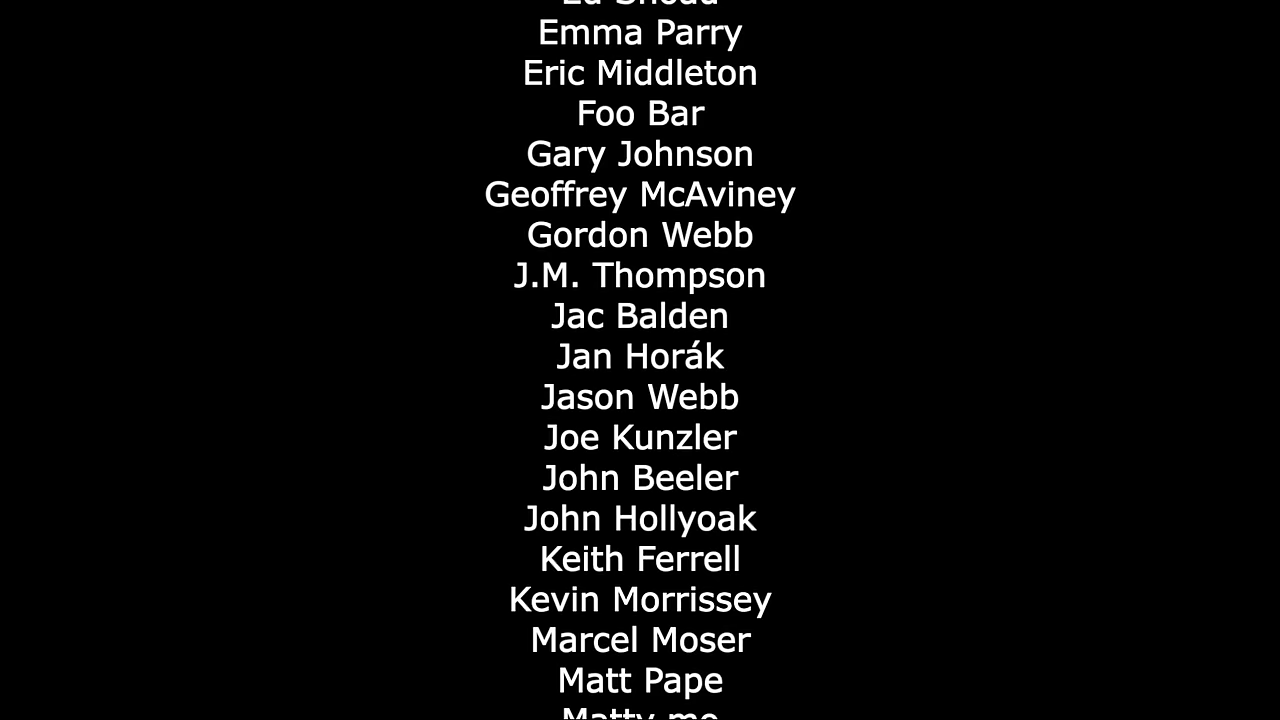 Emma Parry
Eric Middleton
Foo Bar
Gary Johnson
Geoffrey McAviney
Gordon Webb
J.M. Thompson
Jac Balden
Jan Horák
Jason Webb
Joe Kunzler
John Beeler
John Hollyoak
Keith Ferrell
Kevin Morrissey
Marcel Moser
Matt Pape